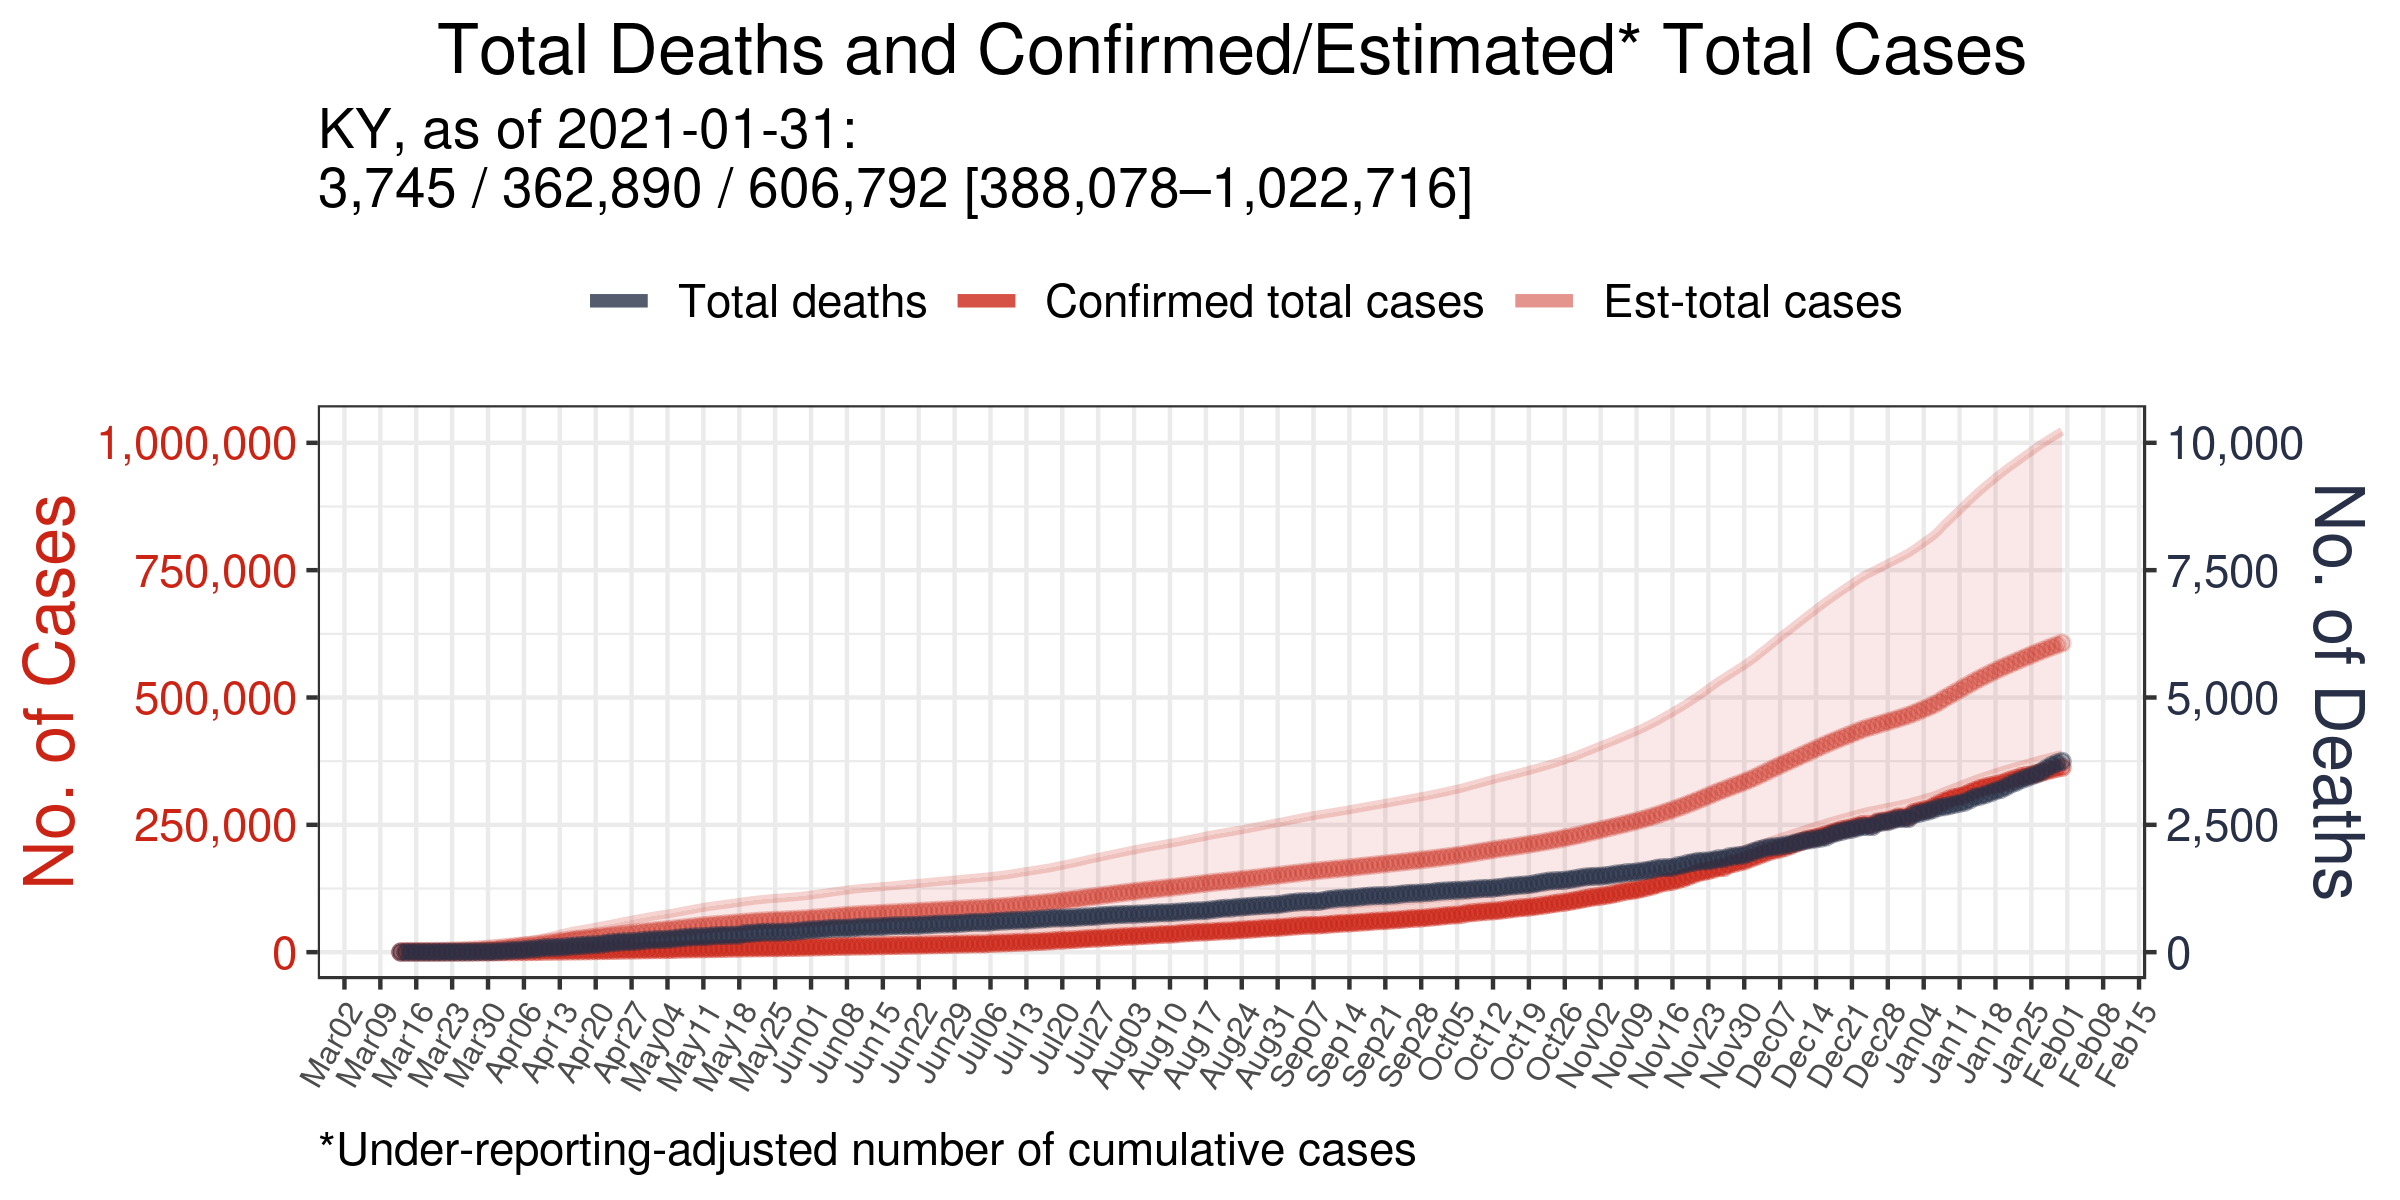 Total Deaths and Confirmed/Estimated* Total Cases
KY, as of 2021-01-31:
3,745 / 362,890 / 606,792 [388,078–1,022,716]
Total deaths
Confirmed total cases
Est-total cases
No. of Cases
1,000,000
750,000
500,000
250,000
0
10,000
7,500
5,000
2,500
0
No. of Deaths
Mar02
Mar09
Mar16
Mar23
Mar30
Apr06
Apr13
Apr20
Apr27
May04
May11
May18
May25
Jun01
Jun08
Jun15
Jun22
Jun29
Jul06
Jul13
Jul20
Jul27
Aug03
Aug10
Aug17
Aug24
Aug31
Sep07
Sep14
Sep21
Sep28
Oct05
Oct12
Oct19
Oct26
Nov02
Nov09
Nov16
Nov23
Nov30
Dec07
Dec14
Dec21
Dec28
Jan04
Jan11
Jan18
Jan25
Feb01
Feb08
Feb15
*Under-reporting-adjusted number of cumulative cases